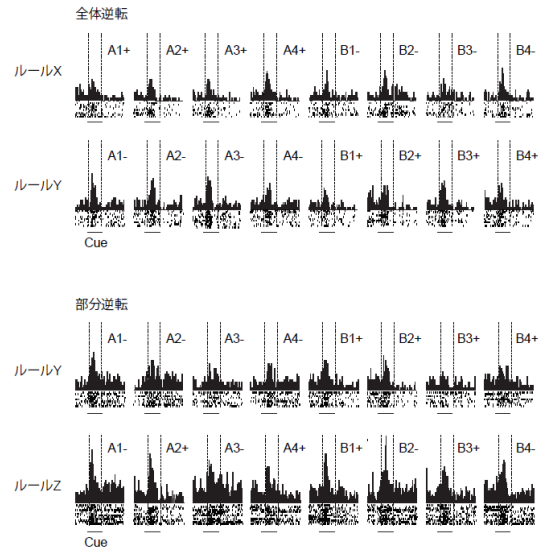 全体逆転
ルールX A1+ A2+ A3+ A4+ B1- B2- B3- B4-
ルールY A1- A2- A3- A4- B1+ B2+ B3+ B4+
Cue
部分逆転
ルールY A1- A2- A3- A4- B1+ B2+ B3+ B4+
ルールZ A1- A2+ A3- A4+ B1+ B2- B3+ B4-
Cue